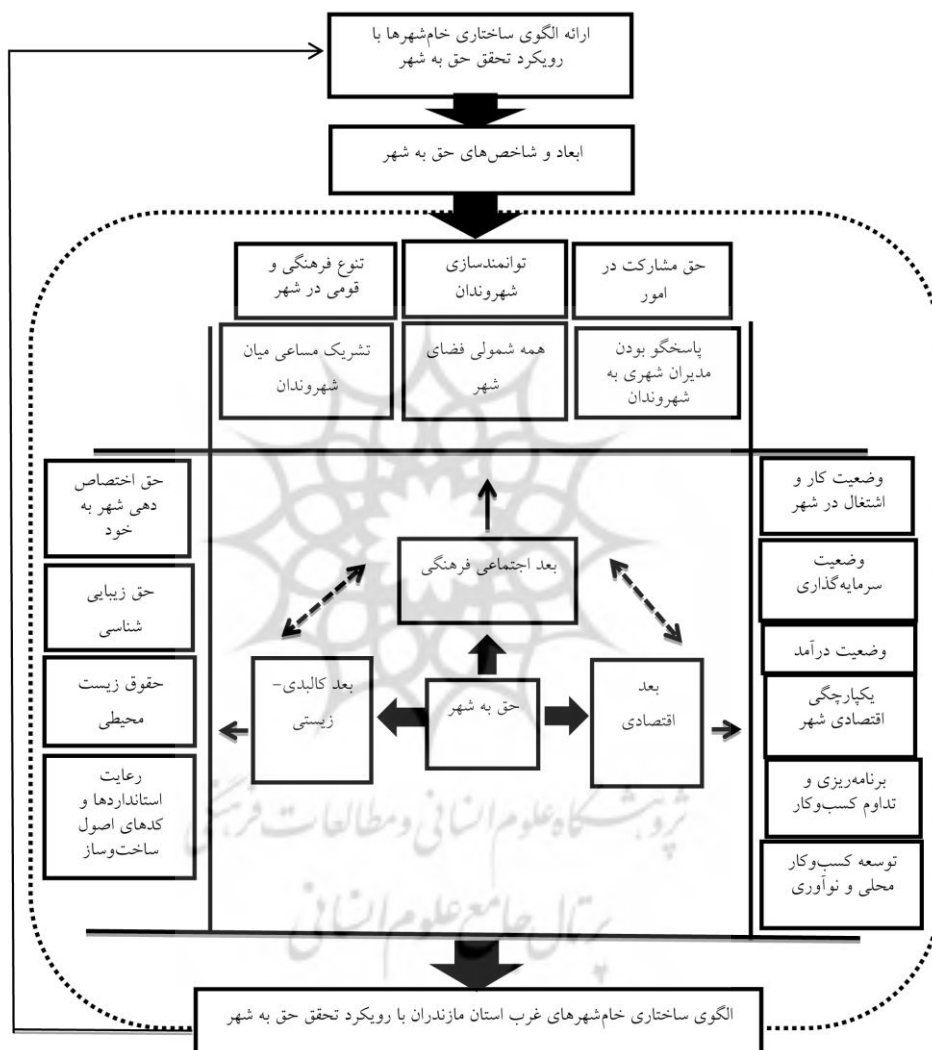 ارائه الگوی ساختاری خام‌شهرها با
رویکرد تحقق حق به شهر
ابعاد و شاخص‌های حق به شهر
حق مشارکت در
امور
توانمندسازی
شهروندان
تنوع فرهنگی و
قومی در شهر
پاسخگو بودن
مدیران شهری به
شهروندان
همه شمولی فضای
شهر
تشریک مساعی میان
شهروندان
وضعیت کار و
اشتغال در شهر
وضعیت
سرمایه‌گذاری
وضعیت درآمد
یکپارچگی
اقتصادی شهر
برنامه‌ریزی و
تداوم کسب‌وکار
توسعه کسب‌وکار
محلی و نوآوری
بعد اجتماعی فرهنگی
بعد
اقتصادی
حق به شهر
بعد کالبدی-
زیستی
حق اختصاص
دهی شهر به
خود
حق زیبایی
شناسی
حقوق زیست
محیطی
رعایت
استانداردها و
کدهای اصول
ساخت‌وساز
پژوهشگاه علوم انسانی و مطالعات فرهنگی
پرتال جامع علوم انسانی
الگوی ساختاری خام‌شهرهای غرب استان مازندران با رویکرد تحقق حق به شهر